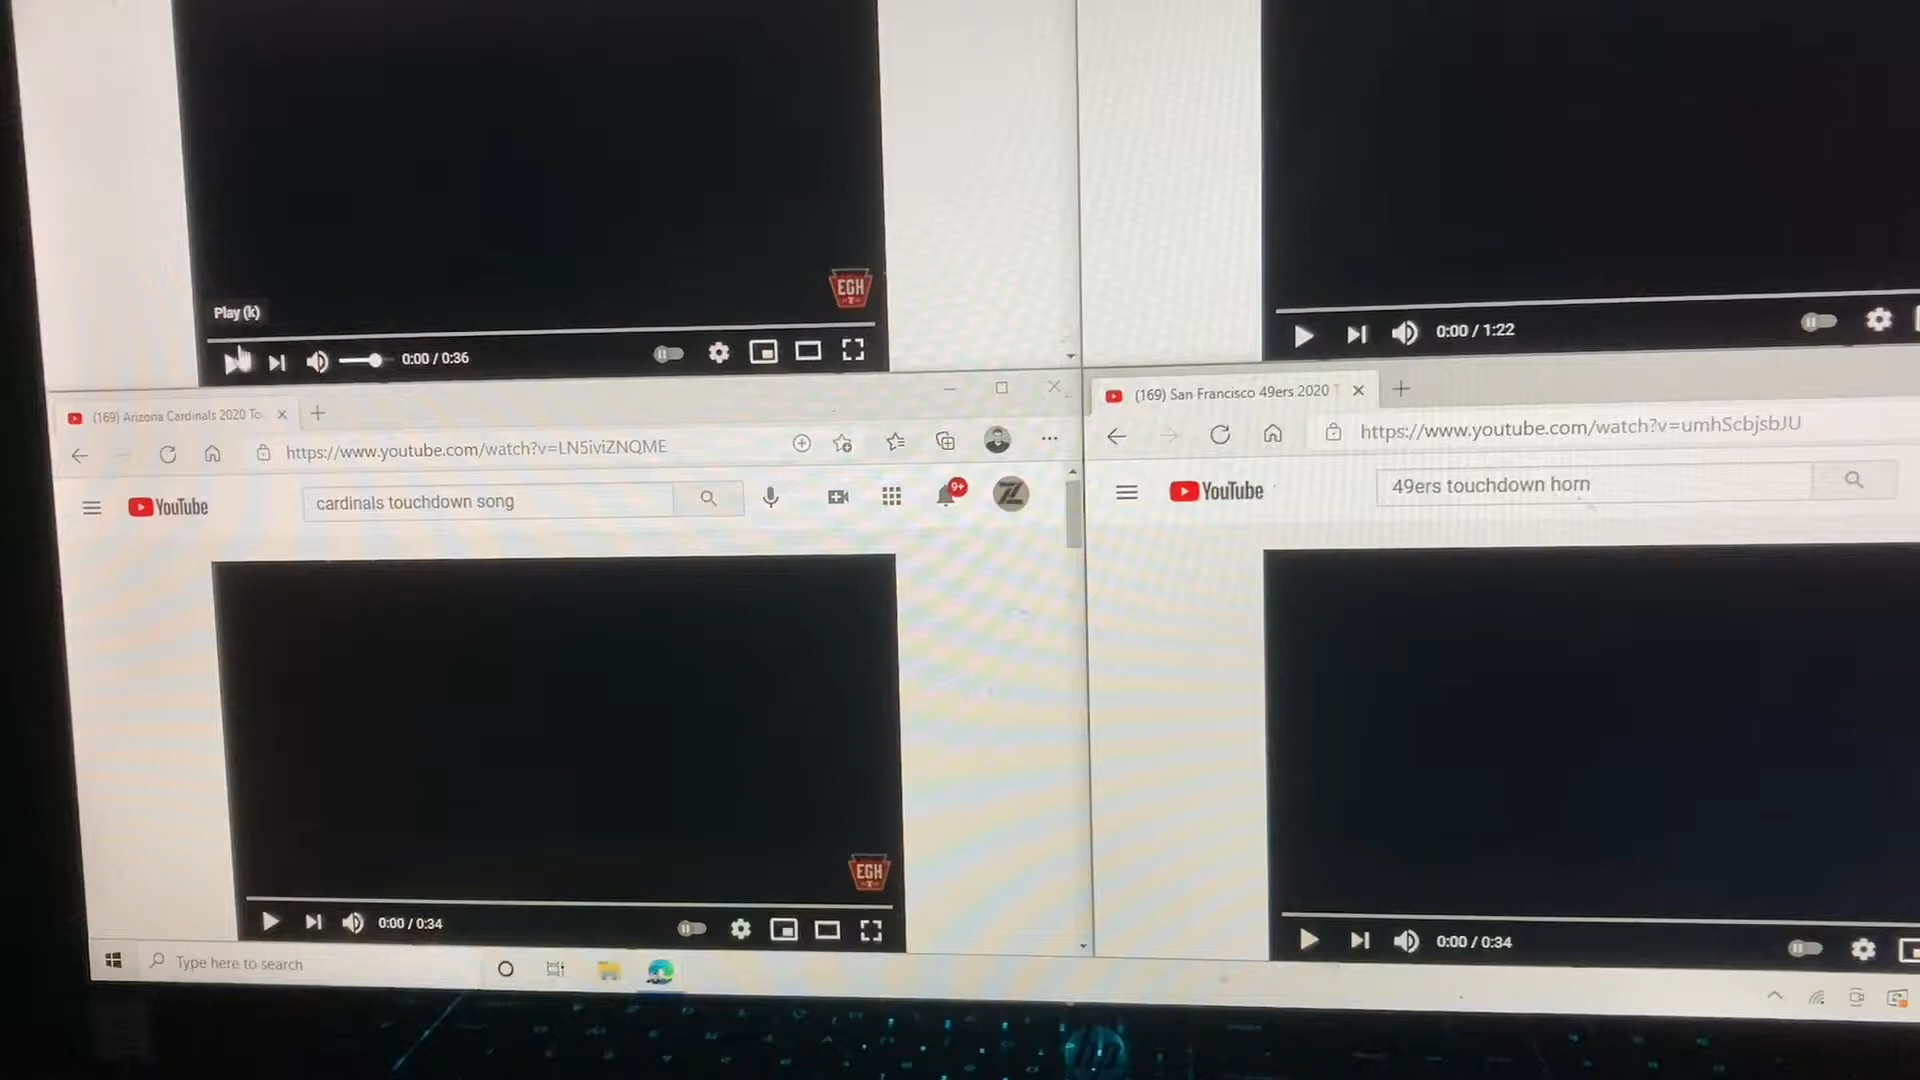 EGH
Play (k)
0:00 / 0:36
0:00 / 1:22
(169) Arizona Cardinals 2020 To
https://www.youtube.com/watch?v=LN5iviZNQME
YouTube
cardinals touchdown song
9+
EGH
0:00 / 0:34
(169) San Francisco 49ers 2020 T
https://www.youtube.com/watch?v=umhScbjsbJU
YouTube
49ers touchdown horn
0:00 / 0:34
Type here to search
hp